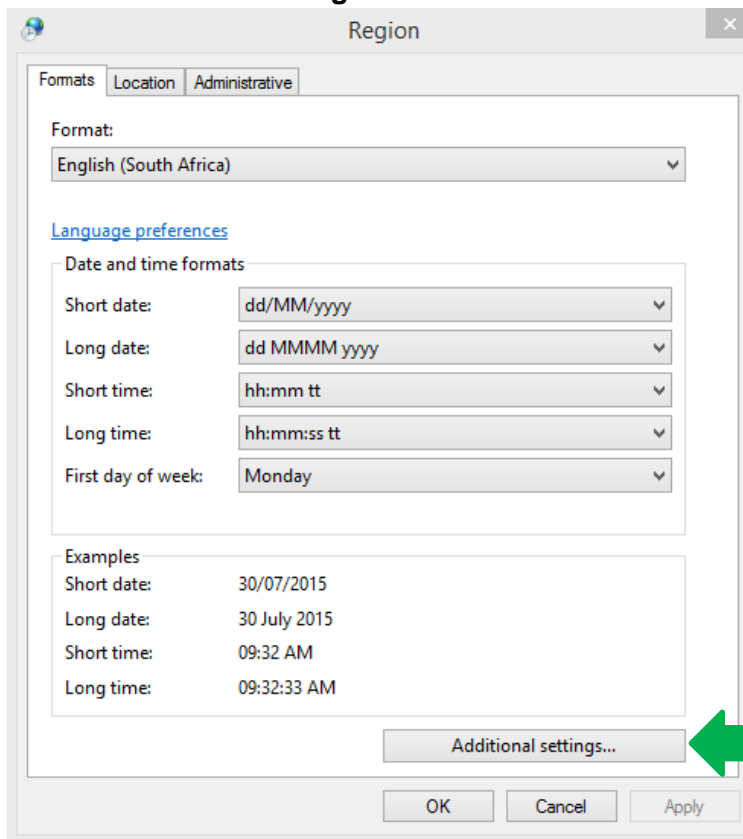 Region
Formats Location Administrative
Format:
English (South Africa)
Language preferences
Date and time formats
Short date: dd/MM/yyyy
Long date: dd MMMM yyyy
Short time: hh:mm tt
Long time: hh:mm:ss tt
First day of week: Monday
Examples
Short date: 30/07/2015
Long date: 30 July 2015
Short time: 09:32 AM
Long time: 09:32:33 AM
Additional settings...
OK Cancel Apply